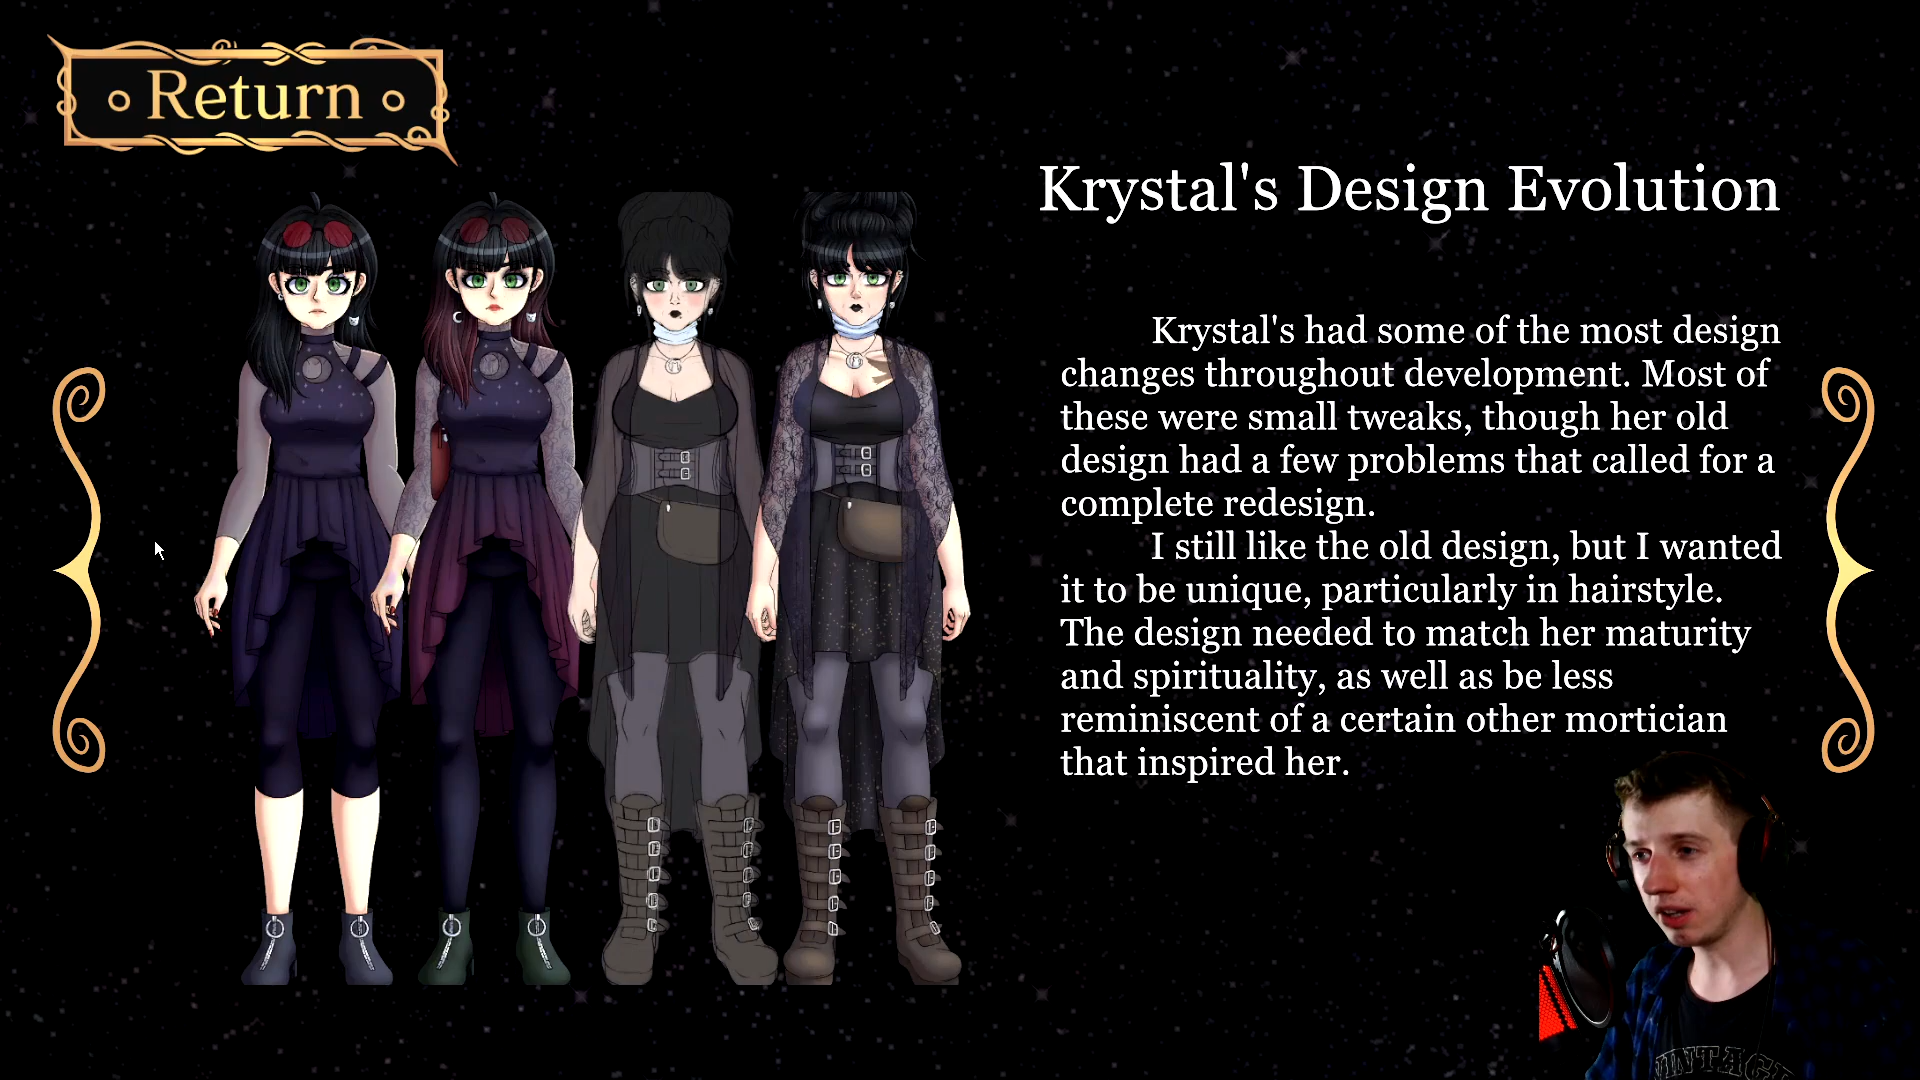 Return
Krystal's Design Evolution
Krystal's had some of the most design
changes throughout development. Most of
these were small tweaks, though her old
design had a few problems that called for a
complete redesign.
I still like the old design, but I wanted
it to be unique, particularly in hairstyle.
The design needed to match her maturity
and spirituality, as well as be less
reminiscent of a certain other mortician
that inspired her.